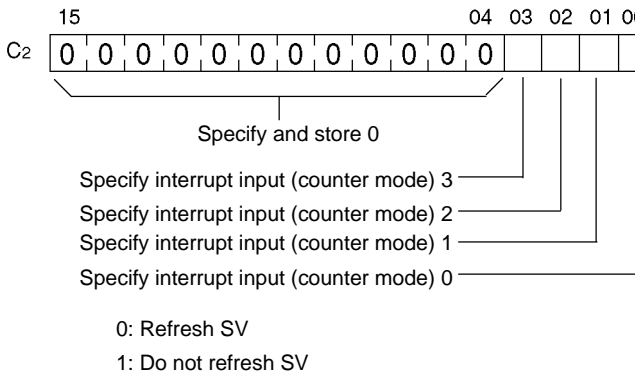 15 04 03 02 01 0
C2 0 0 0 0 0 0 0 0 0 0 0 0
Specify and store 0
Specify interrupt input (counter mode) 3
Specify interrupt input (counter mode) 2
Specify interrupt input (counter mode) 1
Specify interrupt input (counter mode) 0
0: Refresh SV
1: Do not refresh SV